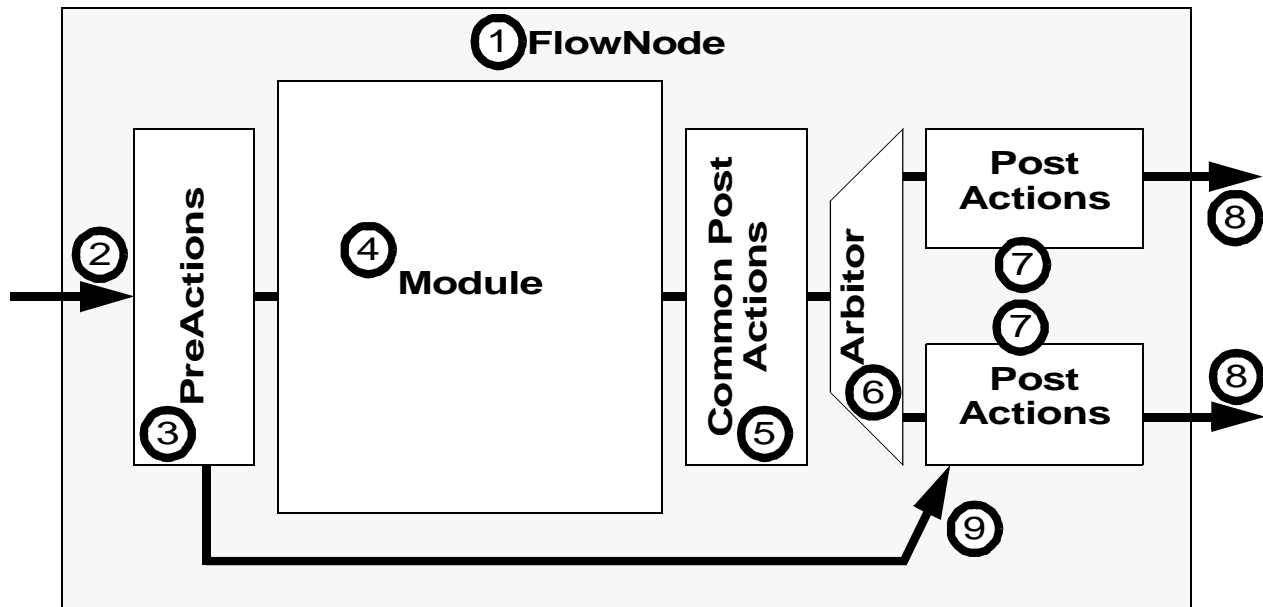 1 FlowNode
2
3 PreActions
4 Module
Common Post
Actions
5
Arbitor
6
Post
Actions
7
8
7
Post
Actions
8
9